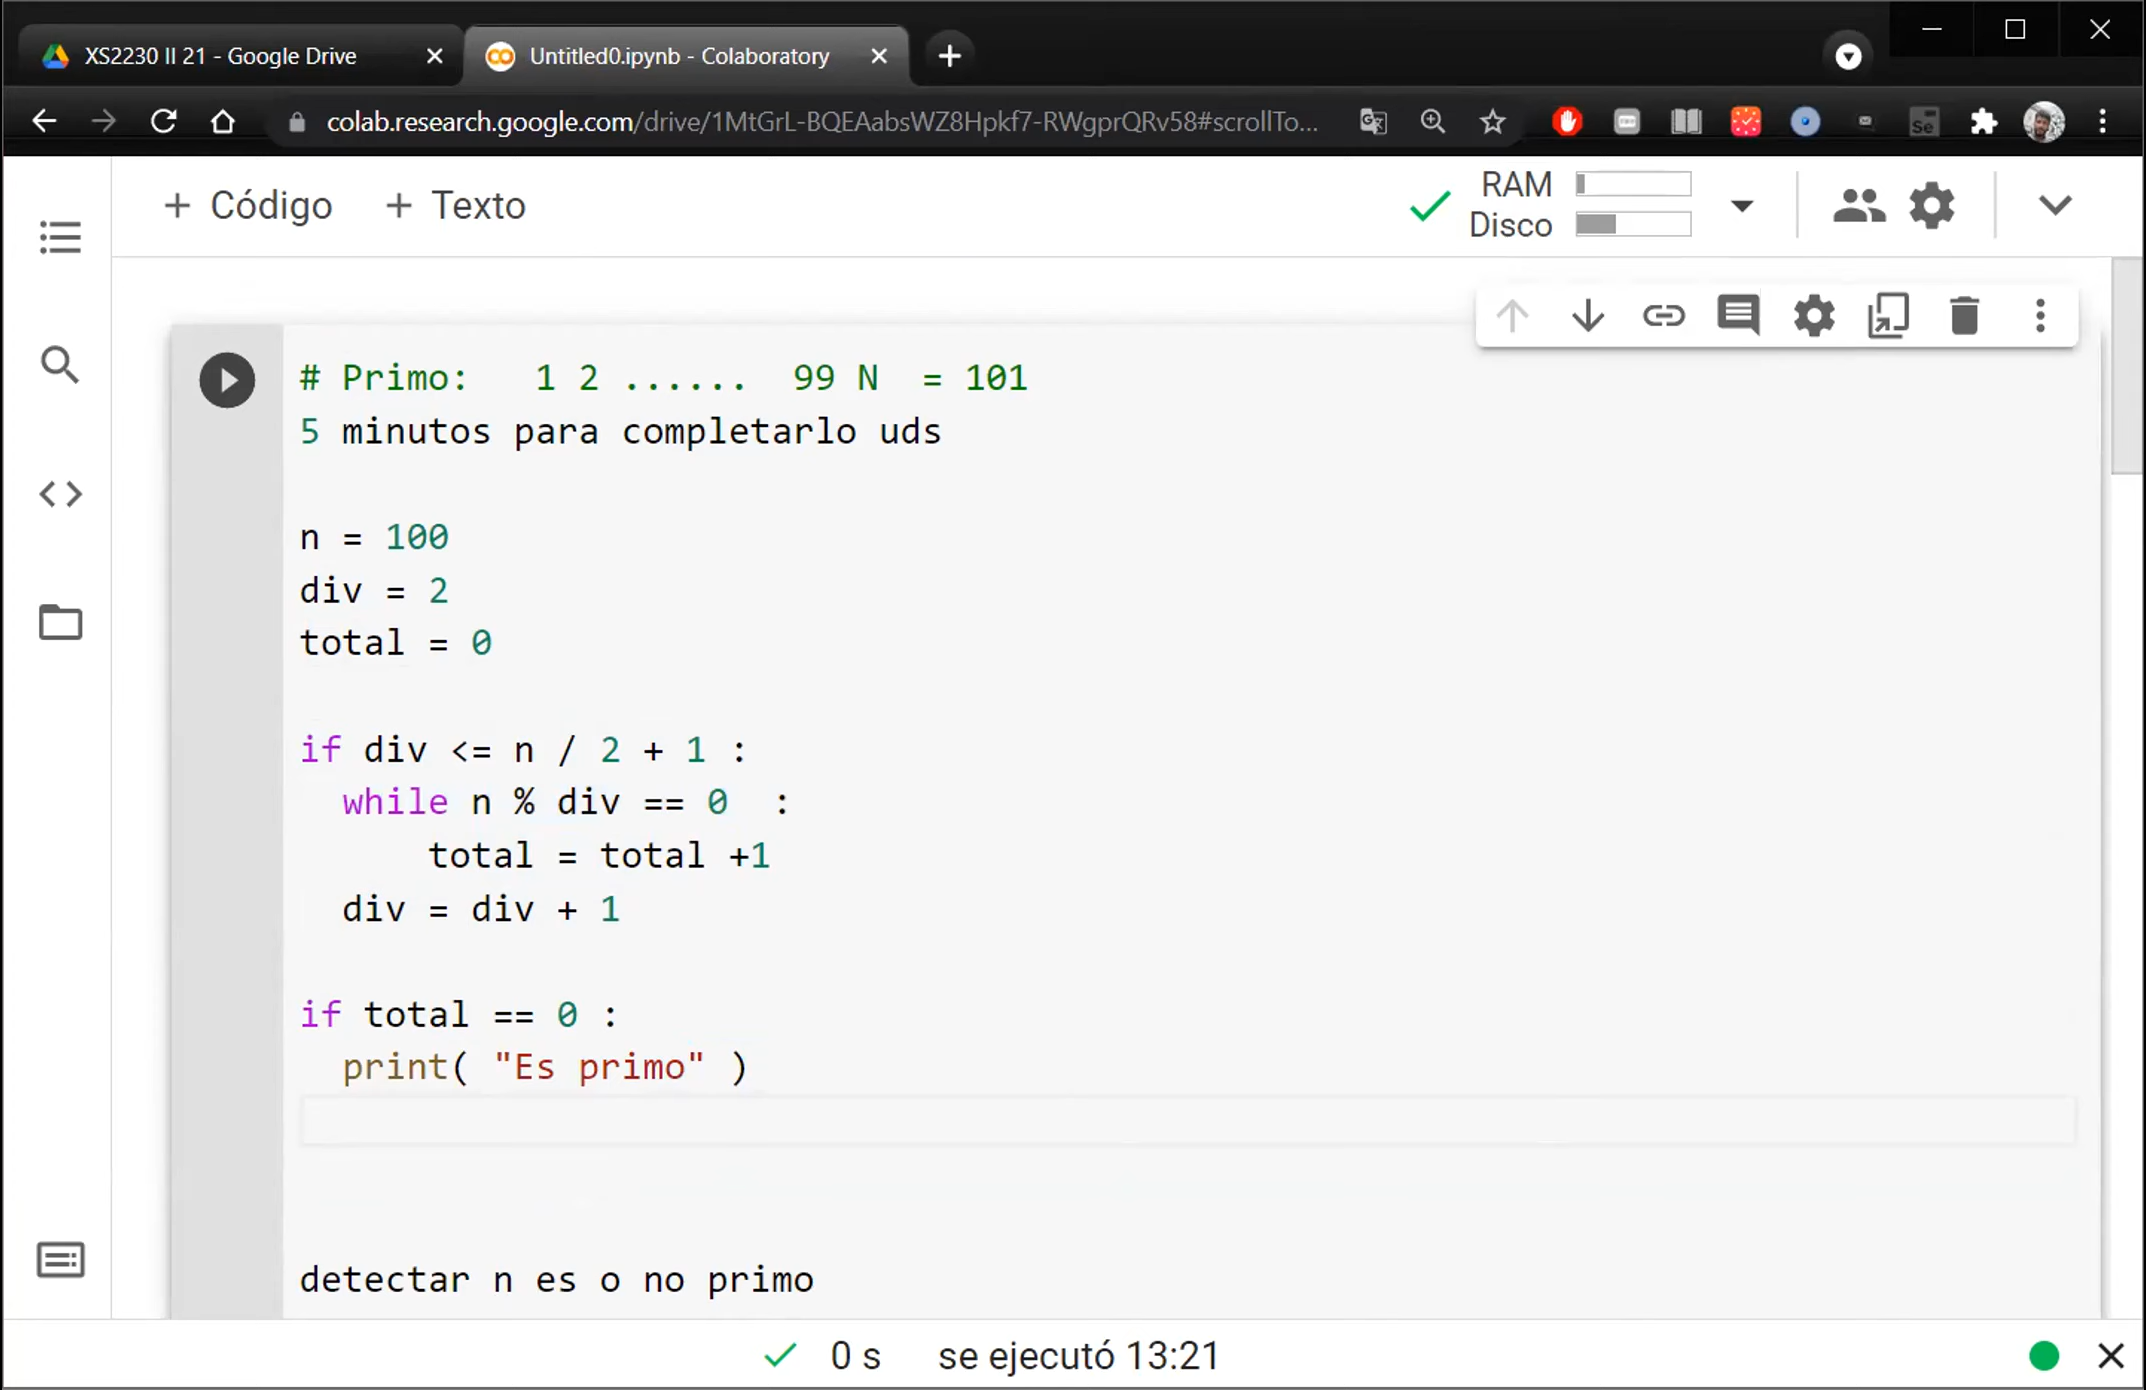 XS2230 II 21 - Google Drive
Untitled0.ipynb - Colaboratory
colab.research.google.com/drive/1MtGrL-BQEAabsWZ8Hpkf7-RWgprQRv58#scrollTo...
+ Código + Texto
RAM
Disco
# Primo:   1 2 ......  99 N  = 101
5 minutos para completarlo uds
n = 100
div = 2
total = 0
if div <= n / 2 + 1 :
  while n % div == 0  :
      total = total +1
  div = div + 1
if total == 0 :
  print( "Es primo" )
detectar n es o no primo
0 s se ejecutó 13:21